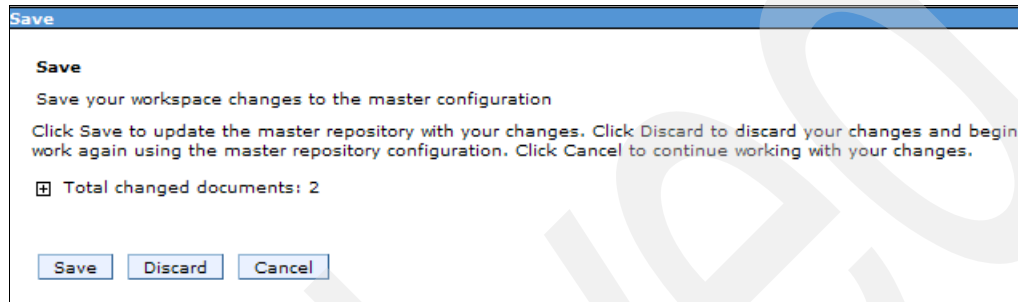 Save
Save
Save your workspace changes to the master configuration
Click Save to update the master repository with your changes. Click Discard to discard your changes and begin
work again using the master repository configuration. Click Cancel to continue working with your changes.
Total changed documents: 2
Save Discard Cancel